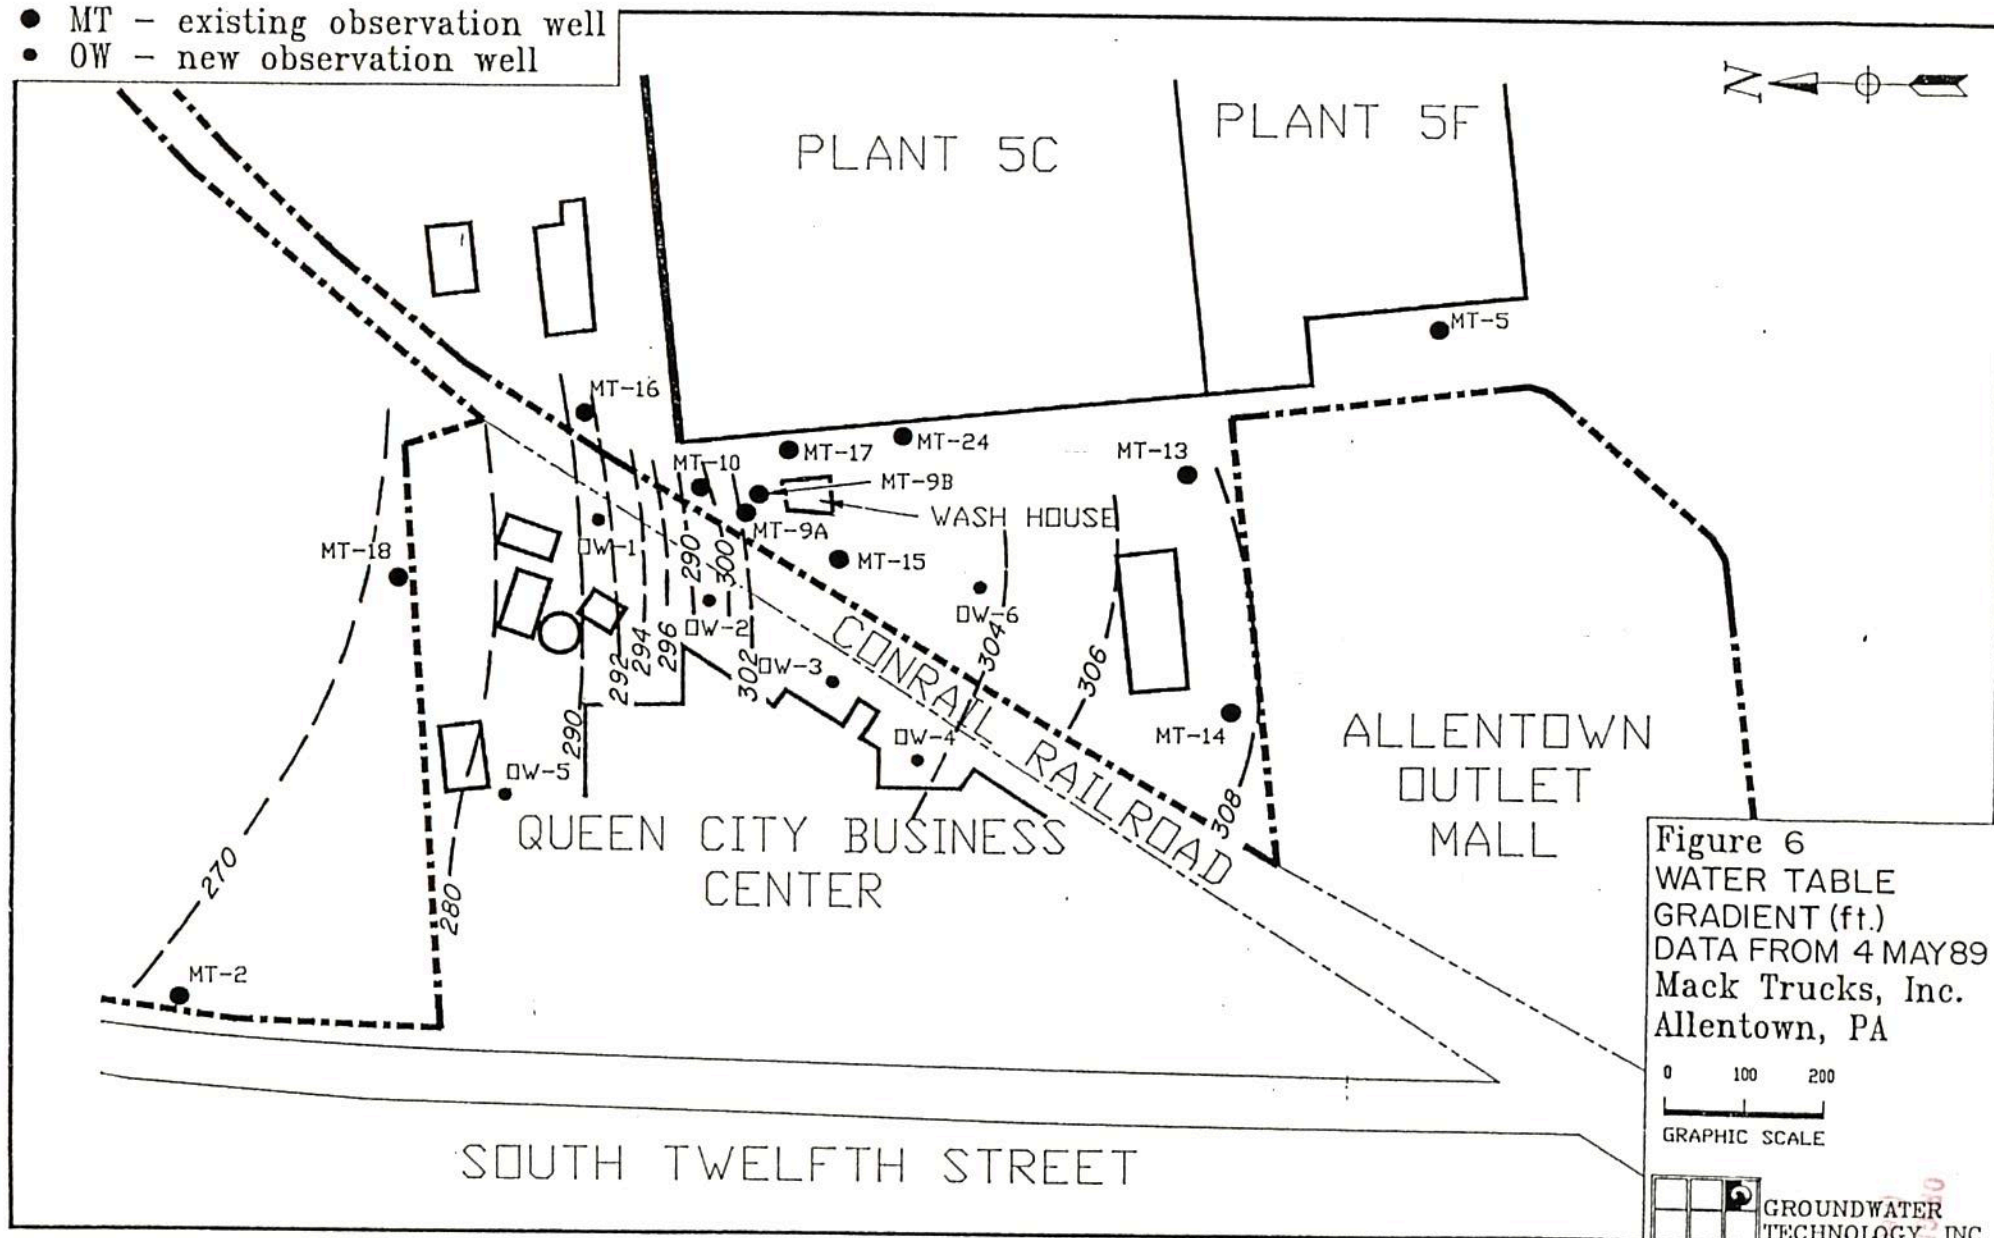 ● MT – existing observation well
• OW – new observation well
N
PLANT 5C
PLANT 5F
MT-5
MT-16
MT-17
MT-24
MT-10
MT-13
MT-9B
WASH HOUSE
MT-9A
OW-1
MT-18
MT-15
OW-6
OW-2
OW-3
OW-4
MT-14
OW-5
MT-2
270
280
290
292
294
296
290
300
302
304
306
308
CONRAIL RAILROAD
QUEEN CITY BUSINESS
CENTER
ALLENTOWN
OUTLET
MALL
SOUTH TWELFTH STREET
Figure 6
WATER TABLE
GRADIENT (ft.)
DATA FROM 4 MAY89
Mack Trucks, Inc.
Allentown, PA
0 100 200
GRAPHIC SCALE
GROUNDWATER
TECHNOLOGY, INC.